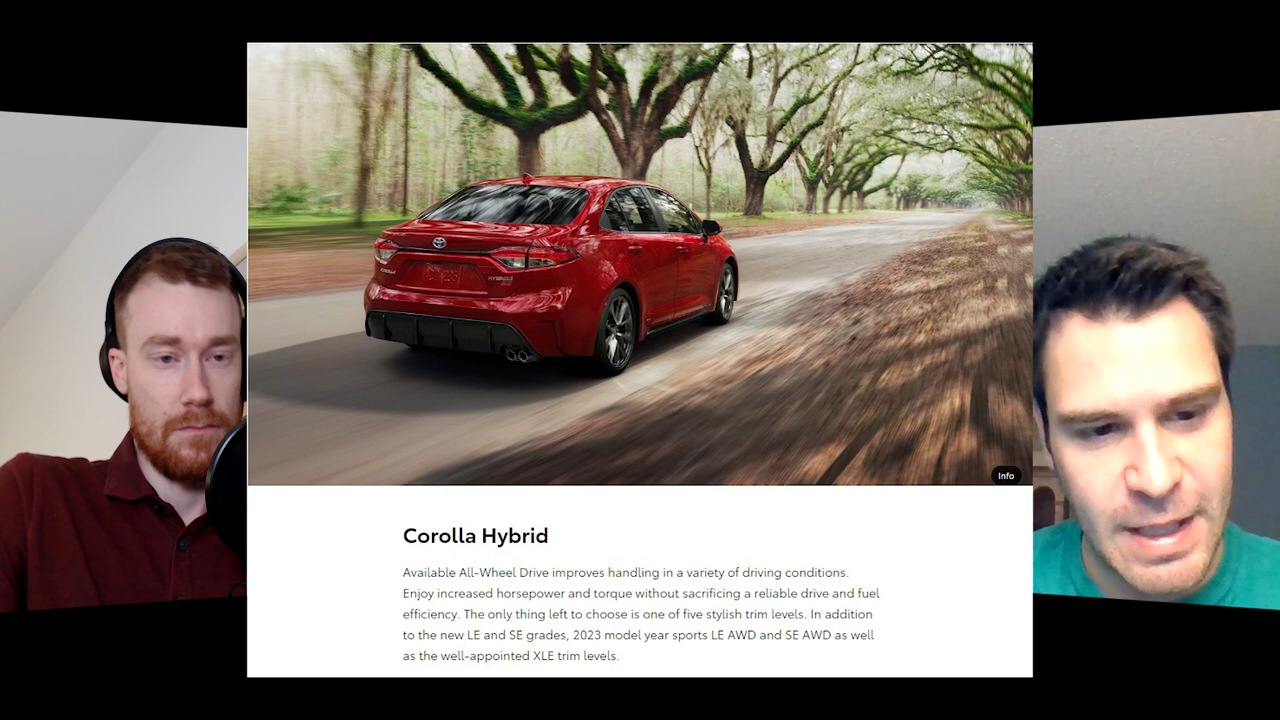 COROLLA
HYBRID
Info
Corolla Hybrid
Available All-Wheel Drive improves handling in a variety of driving conditions.
Enjoy increased horsepower and torque without sacrificing a reliable drive and fuel
efficiency. The only thing left to choose is one of five stylish trim levels. In addition
to the new LE and SE grades, 2023 model year sports LE AWD and SE AWD as well
as the well-appointed XLE trim levels.